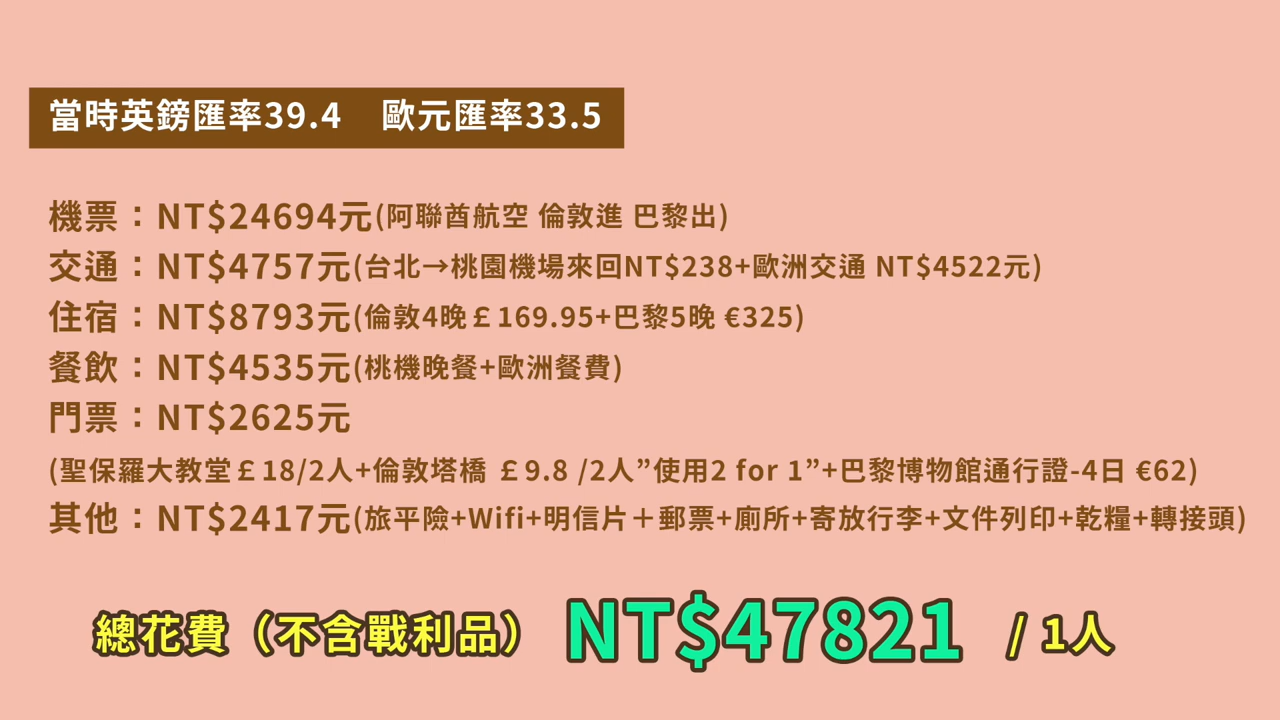 當時英鎊匯率39.4 歐元匯率33.5
機票：NT$24694元(阿聯酋航空 倫敦進 巴黎出)
交通：NT$4757元(台北→桃園機場來回NT$238+歐洲交通 NT$4522元)
住宿：NT$8793元(倫敦4晚￡169.95+巴黎5晚 €325)
餐飲：NT$4535元(桃機晚餐+歐洲餐費)
門票：NT$2625元
(聖保羅大教堂￡18/2人+倫敦塔橋 ￡9.8 /2人”使用2 for 1”+巴黎博物館通行證-4日 €62)
其他：NT$2417元(旅平險+Wifi+明信片＋郵票+廁所+寄放行李+文件列印+乾糧+轉接頭)
總花費（不含戰利品） NT$47821 / 1人